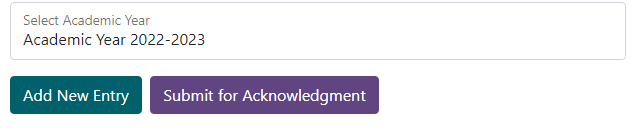 Select Academic Year
Academic Year 2022-2023
Add New Entry Submit for Acknowledgment